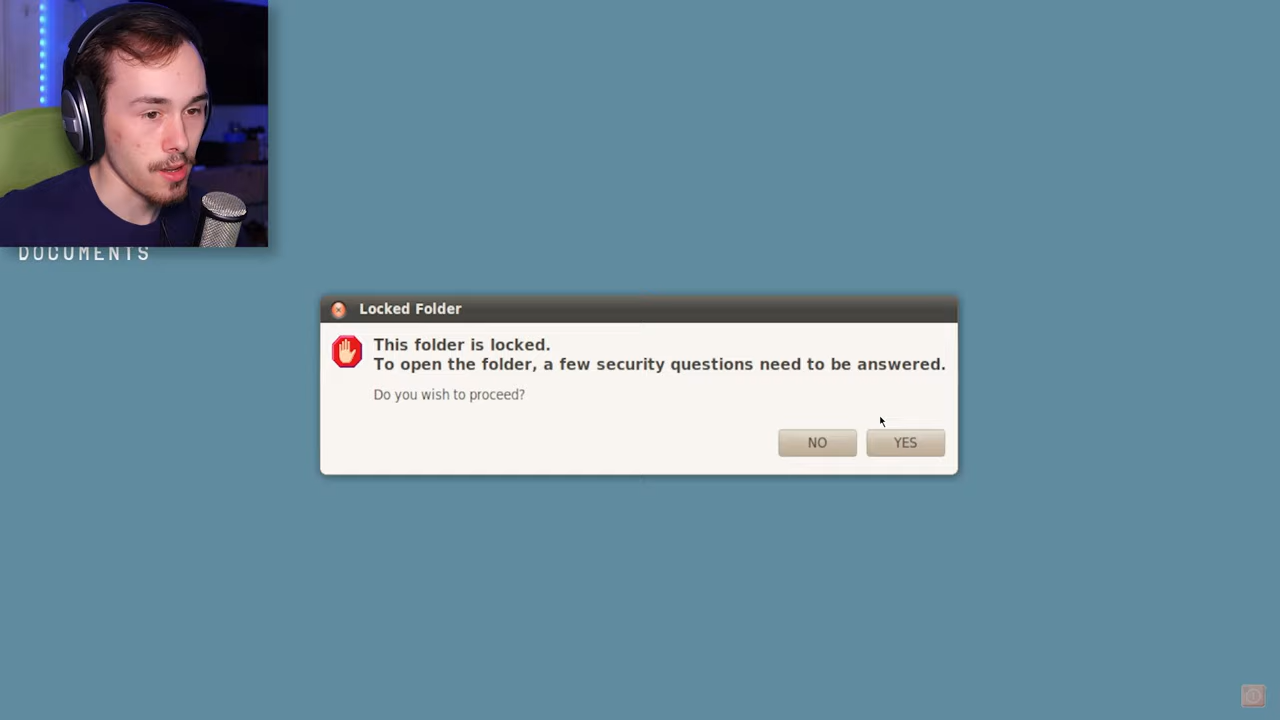 DOCUMENTS
Locked Folder
This folder is locked.
To open the folder, a few security questions need to be answered.
Do you wish to proceed?
NO
YES